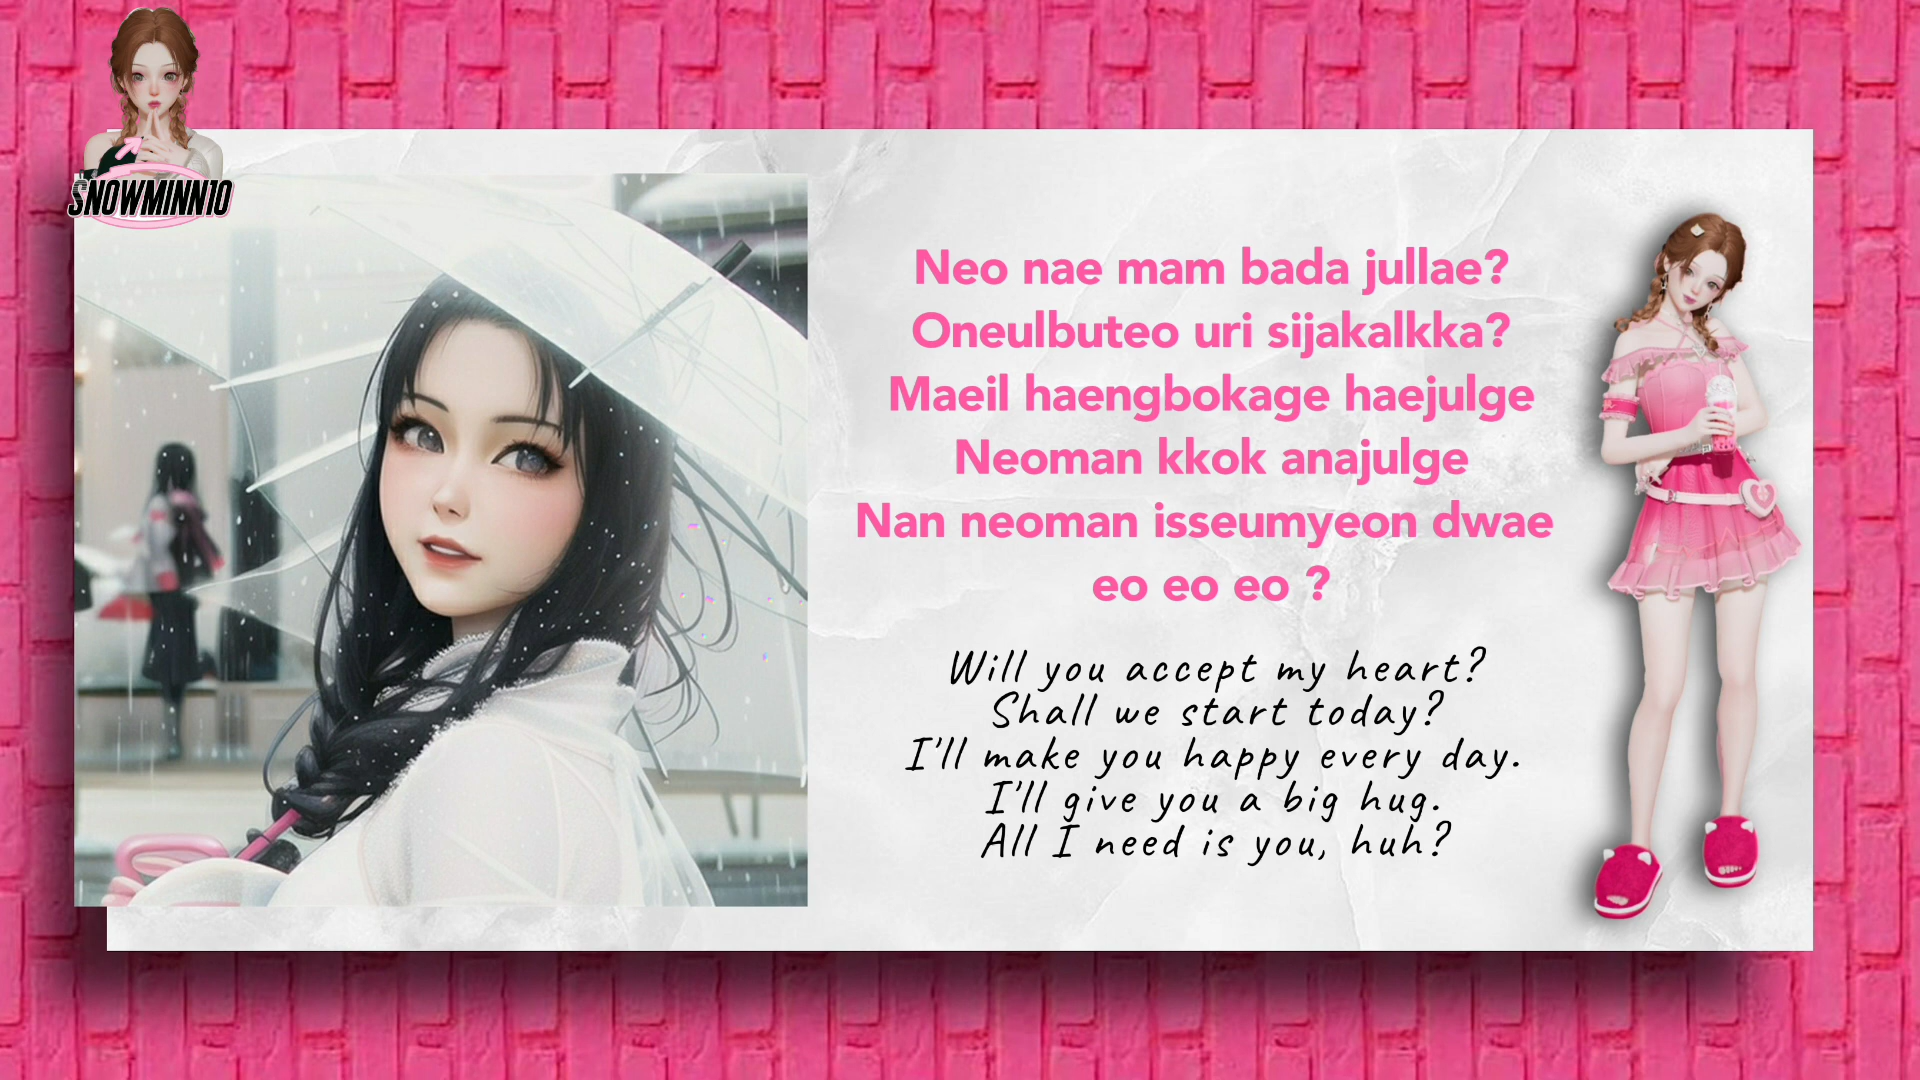 SNOWMINN10
Neo nae mam bada jullae?
Oneulbuteo uri sijakalkka?
Maeil haengbokage haejulge
Neoman kkok anajulge
Nan neoman isseumyeon dwae
eo eo eo ?
Will you accept my heart?
Shall we start today?
I'll make you happy every day.
I'll give you a big hug.
All I need is you, huh?